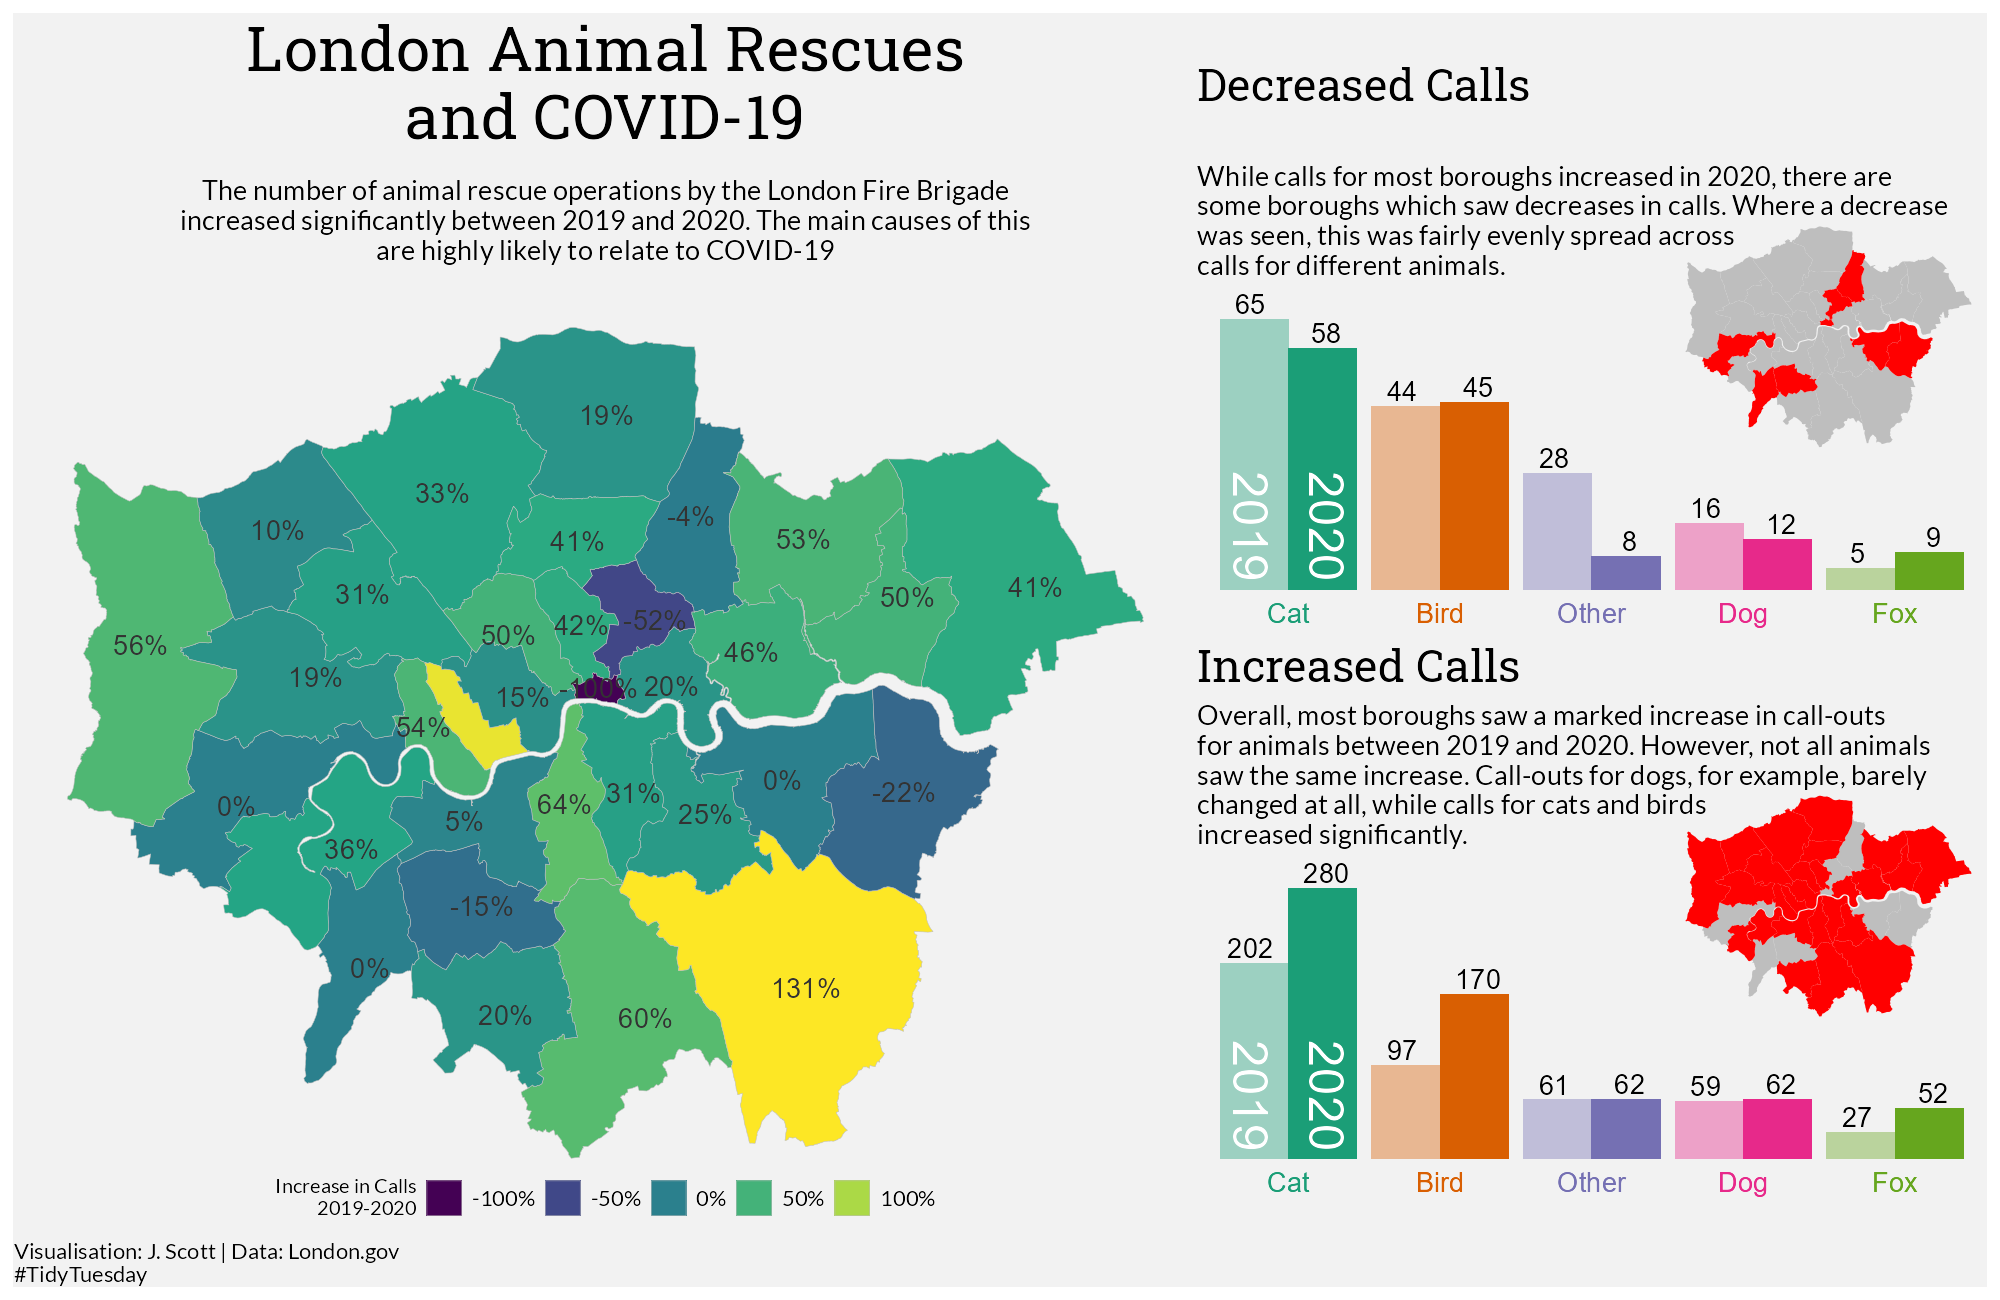 London Animal Rescues
and COVID-19
The number of animal rescue operations by the London Fire Brigade
increased significantly between 2019 and 2020. The main causes of this
are highly likely to relate to COVID-19
19%
33%
-4%
10%
41%
53%
31%
50%
41%
56%
50%
42%
-52%
46%
19%
15%
-100%
20%
54%
0%
5%
64%
31%
25%
0%
-22%
36%
-15%
0%
20%
60%
131%
Increase in Calls
2019-2020
-100%
-50%
0%
50%
100%
Visualisation: J. Scott | Data: London.gov
#TidyTuesday
Decreased Calls
While calls for most boroughs increased in 2020, there are
some boroughs which saw decreases in calls. Where a decrease
was seen, this was fairly evenly spread across
calls for different animals.
65
58
44
45
28
8
16
12
5
9
2019
2020
Cat
Bird
Other
Dog
Fox
Increased Calls
Overall, most boroughs saw a marked increase in call-outs
for animals between 2019 and 2020. However, not all animals
saw the same increase. Call-outs for dogs, for example, barely
changed at all, while calls for cats and birds
increased significantly.
202
280
97
170
61
62
59
62
27
52
2019
2020
Cat
Bird
Other
Dog
Fox